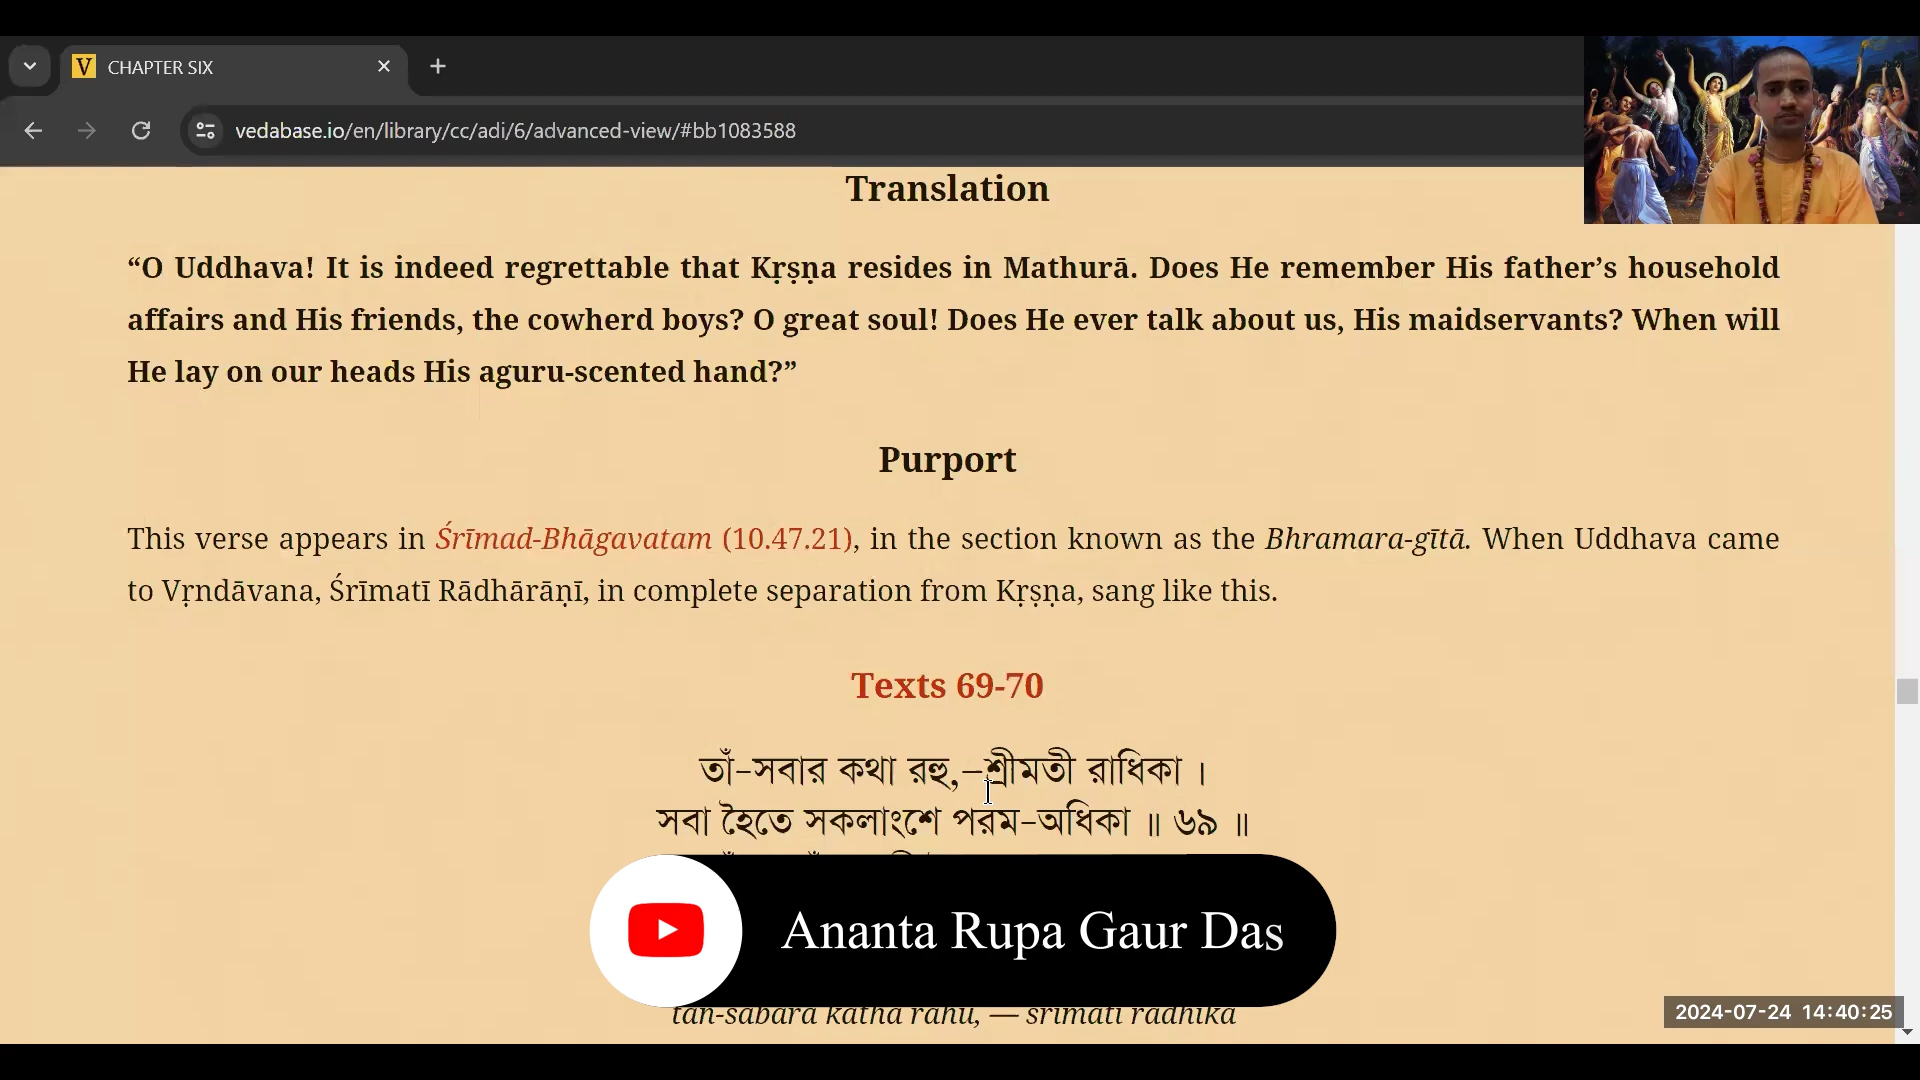 CHAPTER SIX
vedabase.io/en/library/cc/adi/6/advanced-view/#bb1083588
Translation
“O Uddhava! It is indeed regrettable that Kṛṣṇa resides in Mathurā. Does He remember His father’s household
affairs and His friends, the cowherd boys? O great soul! Does He ever talk about us, His maidservants? When will
He lay on our heads His aguru-scented hand?”
Purport
This verse appears in Śrīmad-Bhāgavatam (10.47.21), in the section known as the Bhramara-gītā. When Uddhava came
to Vṛndāvana, Śrīmatī Rādhārāṇī, in complete separation from Kṛṣṇa, sang like this.
Texts 69-70
তাঁ-সবার কথা রহু,—শ্রীমতী রাধিকা ।
সবা হৈতে সকলাংশে পরম-অধিকা ॥ ৬৯ ॥
Ananta Rupa Gaur Das
tāṅ-sabāra kathā rahu, — śrīmatī rādhikā
2024-07-24 14:40:25